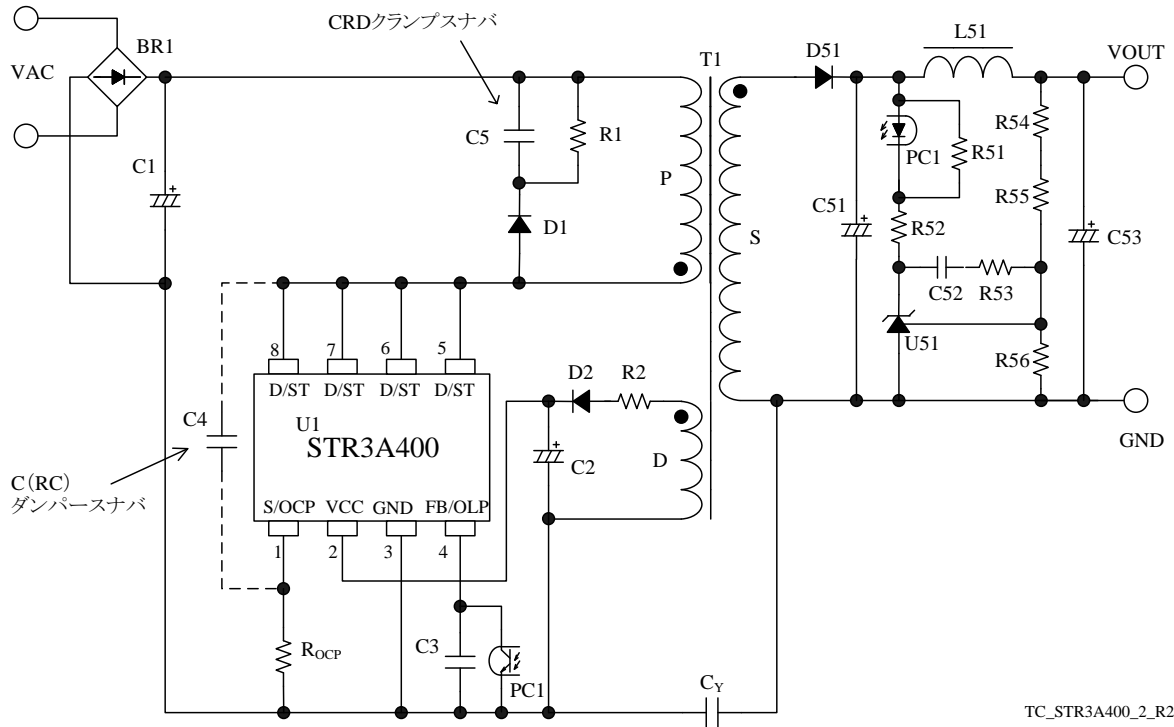 CRDクランプスナバ
L51
BR1
D51
VOUT
VAC
T1
C5
R1
R54
PC1
R51
C1
P
R55
C51
R52
C53
D1
S
C52
R53
U51
R56
8
7
6
5
D/ST
D/ST
D/ST
D/ST
D2
R2
C4
U1
STR3A400
C2
D
GND
C(RC)
ダンパースナバ
S/OCP
VCC
GND
FB/OLP
1
2
3
4
ROCP
C3
PC1
CY
TC_STR3A400_2_R2